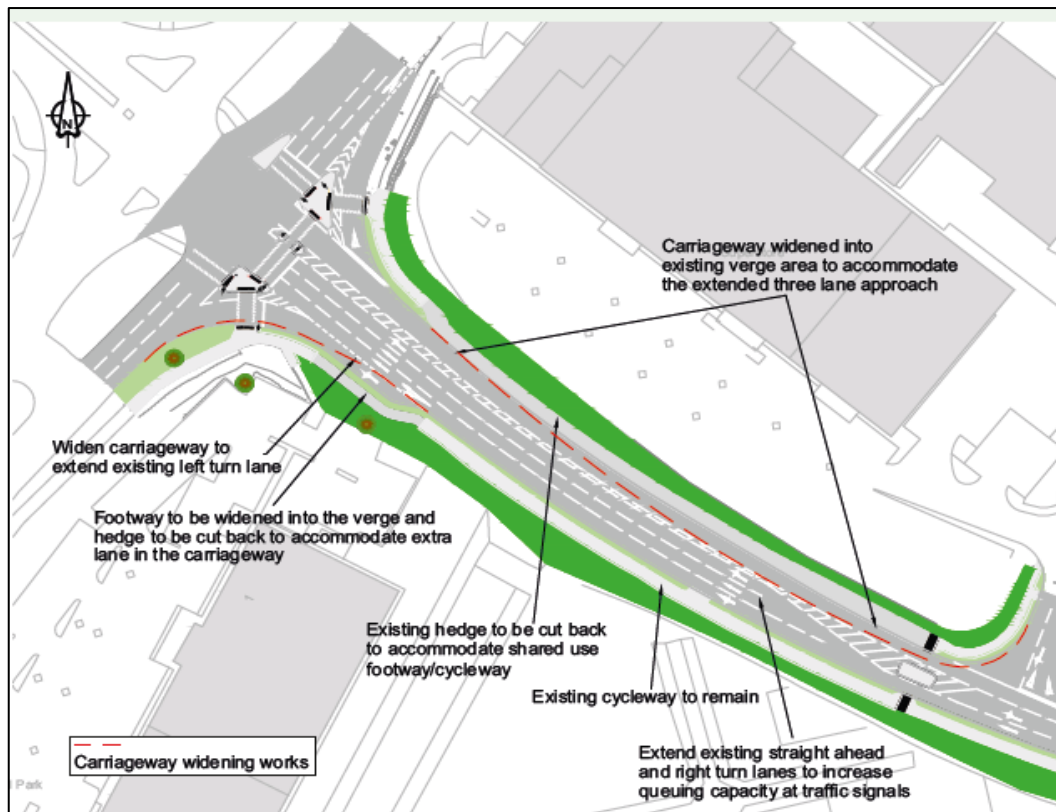 N
Carriageway widened into
existing verge area to accommodate
the extended three lane approach
Widen carriageway to
extend existing left turn lane
Footway to be widened into the verge and
hedge to be cut back to accommodate extra
lane in the carriageway
Existing hedge to be cut back
to accommodate shared use
footway/cycleway
Existing cycleway to remain
Extend existing straight ahead
and right turn lanes to increase
queuing capacity at traffic signals
Carriageway widening works
Park